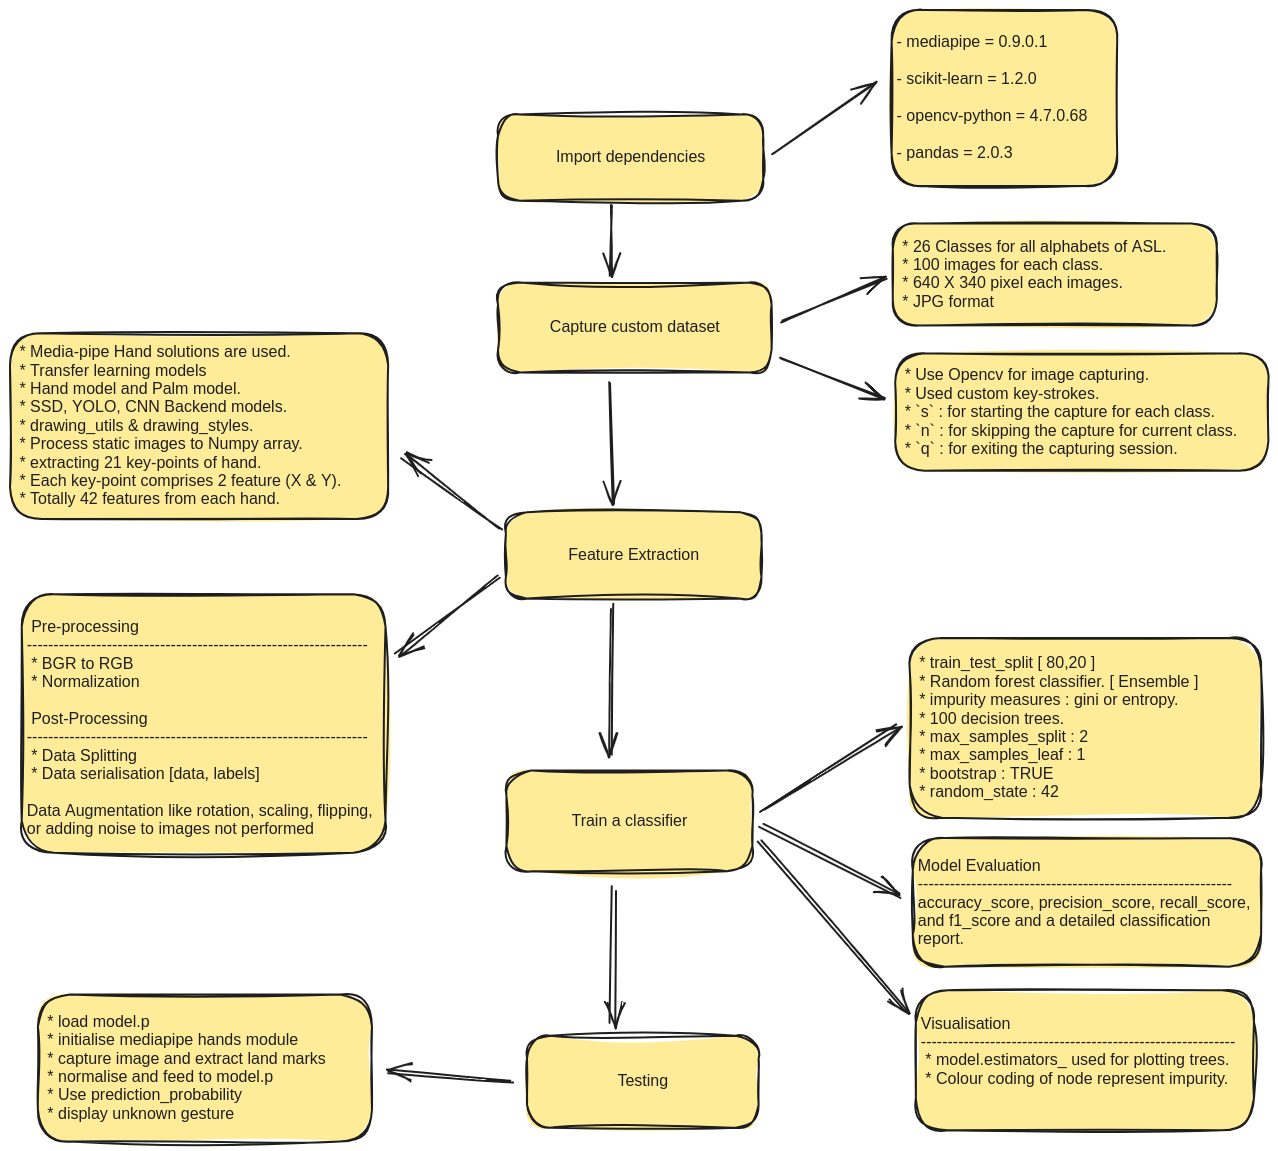 Import dependencies
- mediapipe = 0.9.0.1
- scikit-learn = 1.2.0
- opencv-python = 4.7.0.68
- pandas = 2.0.3
Capture custom dataset
* 26 Classes for all alphabets of ASL.
* 100 images for each class.
* 640 X 340 pixel each images.
* JPG format
* Use Opencv for image capturing.
* Used custom key-strokes.
* `s` : for starting the capture for each class.
* `n` : for skipping the capture for current class.
* `q` : for exiting the capturing session.
Feature Extraction
* Media-pipe Hand solutions are used.
* Transfer learning models
* Hand model and Palm model.
* SSD, YOLO, CNN Backend models.
* drawing_utils & drawing_styles.
* Process static images to Numpy array.
* extracting 21 key-points of hand.
* Each key-point comprises 2 feature (X & Y).
* Totally 42 features from each hand.
Pre-processing
----------------------------------------------------------------
* BGR to RGB
* Normalization
Post-Processing
----------------------------------------------------------------
* Data Splitting
* Data serialisation [data, labels]
Data Augmentation like rotation, scaling, flipping,
or adding noise to images not performed
Train a classifier
* train_test_split [ 80,20 ]
* Random forest classifier. [ Ensemble ]
* impurity measures : gini or entropy.
* 100 decision trees.
* max_samples_split : 2
* max_samples_leaf : 1
* bootstrap : TRUE
* random_state : 42
Model Evaluation
-----------------------------------------------------------
accuracy_score, precision_score, recall_score,
and f1_score and a detailed classification
report.
Visualisation
-----------------------------------------------------------
* model.estimators_ used for plotting trees.
* Colour coding of node represent impurity.
Testing
* load model.p
* initialise mediapipe hands module
* capture image and extract land marks
* normalise and feed to model.p
* Use prediction_probability
* display unknown gesture